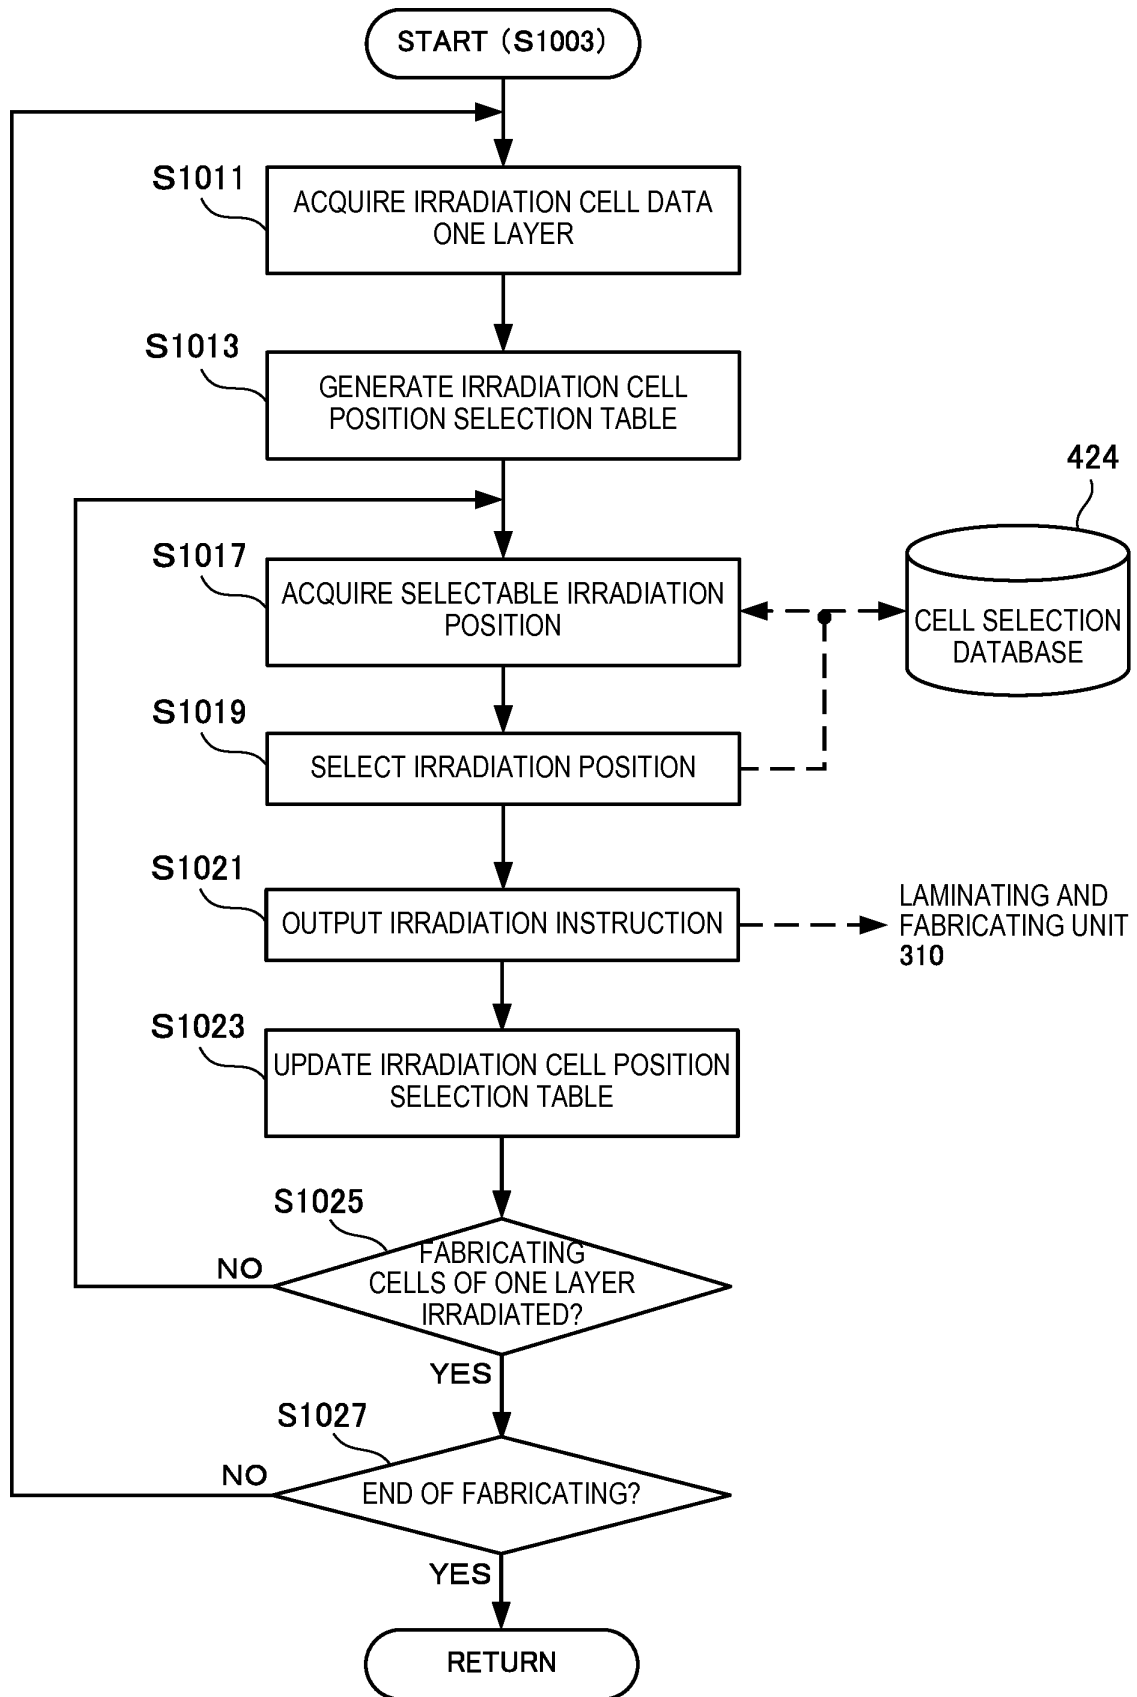 START (S1003)
S1011
ACQUIRE IRRADIATION CELL DATA
ONE LAYER
S1013
GENERATE IRRADIATION CELL
POSITION SELECTION TABLE
424
S1017
ACQUIRE SELECTABLE IRRADIATION
POSITION
CELL SELECTION
DATABASE
S1019
SELECT IRRADIATION POSITION
S1021
OUTPUT IRRADIATION INSTRUCTION
LAMINATING AND
FABRICATING UNIT
310
S1023
UPDATE IRRADIATION CELL POSITION
SELECTION TABLE
S1025
FABRICATING
CELLS OF ONE LAYER
IRRADIATED?
NO
YES
S1027
END OF FABRICATING?
NO
YES
RETURN